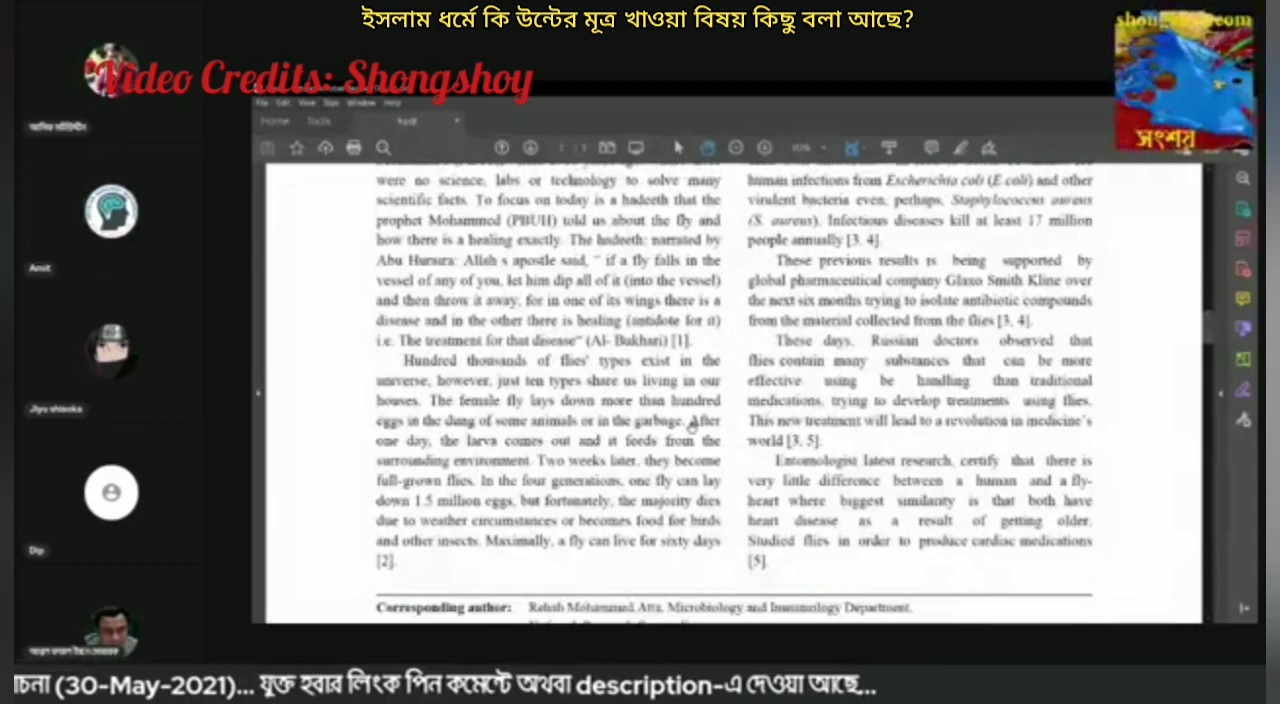 ইসলাম ধর্মে কি উন্টের মূত্র খাওয়া বিষয় কিছু বলা আছে?
shongshoy.com
Video Credits: Shongshoy
সংশয়
File Edit View Sign Window Help
Home Tools
Amit
Jiyu shisoka
Dip
were no science, labs or technology to solve many
scientific facts. To focus on today is a hadeeth that the
prophet Mohammed (PBUH) told us about the fly and
how there is a healing exactly. The hadeeth: narrated by
Abu Hurura: Allah s apostle said, " if a fly falls in the
vessel of any of you, let him dip all of it (into the vessel)
and then throw it away, for in one of its wings there is a
disease and in the other there is healing (antidote for it)
i.e. The treatment for that disease" (Al- Bukhari) [1].
Hundred thousands of flies' types exist in the
universe, however, just ten types share us living in our
houses. The female fly lays down more than hundred
eggs in the dung of some animals or in the garbage. After
one day, the larva comes out and it feeds from the
surrounding environment. Two weeks later, they become
full-grown flies. In the four generations, one fly can lay
down 1.5 million eggs, but fortunately, the majority dies
due to weather circumstances or becomes food for birds
and other insects. Maximally, a fly can live for sixty days
[2].
human infections from Escherichia coli (E coli) and other
virulent bacteria even, perhaps, Staphylococcus aureus
(S. aureus). Infectious diseases kill at least 17 million
people annually [3, 4].
These previous results is being supported by
global pharmaceutical company Glaxo Smith Kline over
the next six months trying to isolate antibiotic compounds
from the material collected from the flies [3, 4].
These days, Russian doctors observed that
flies contain many substances that can be more
effective using be handling than traditional
medications, trying to develop treatments using flies.
This new treatment will lead to a revolution in medicine's
world [3, 5].
Entomologist latest research, certify that there is
very little difference between a human and a fly-
heart where biggest similarity is that both have
heart disease as a result of getting older.
Studied flies in order to produce cardiac medications
[5].
Corresponding author: Rehab Mohammed Atta, Microbiology and Immunology Department,
চনা (30-May-2021)... যুক্ত হবার লিংক পিন কমেন্টে অথবা description-এ দেওয়া আছে...